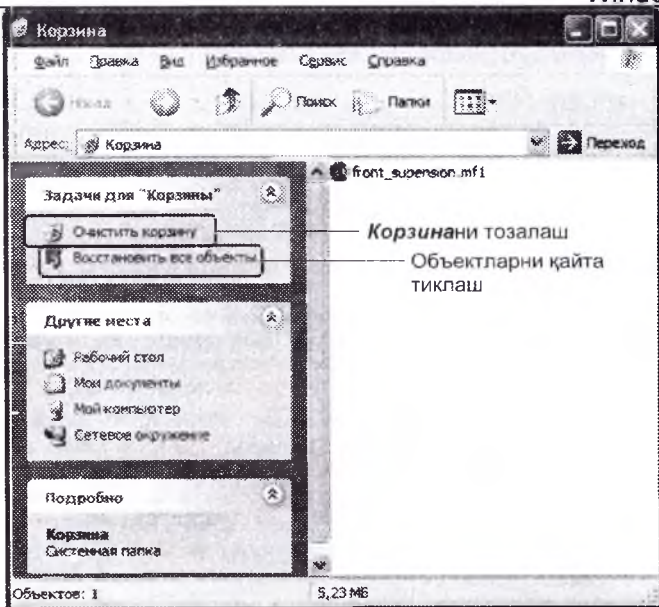 Корзина
Файл Правка Вид Избранное Сервис Справка
Назад Поиск Папки
Адрес: Корзина Переход
Задачи для "Корзины"
Очистить корзину
Восстановить все объекты
Другие места
Рабочий стол
Мои документы
Мой компьютер
Сетевое окружение
Подробно
Корзина
Системная папка
front_supension.mf1
Корзинани тозалаш
Объектларни қайта
тиклаш
Объектов: 1 5,23 МБ